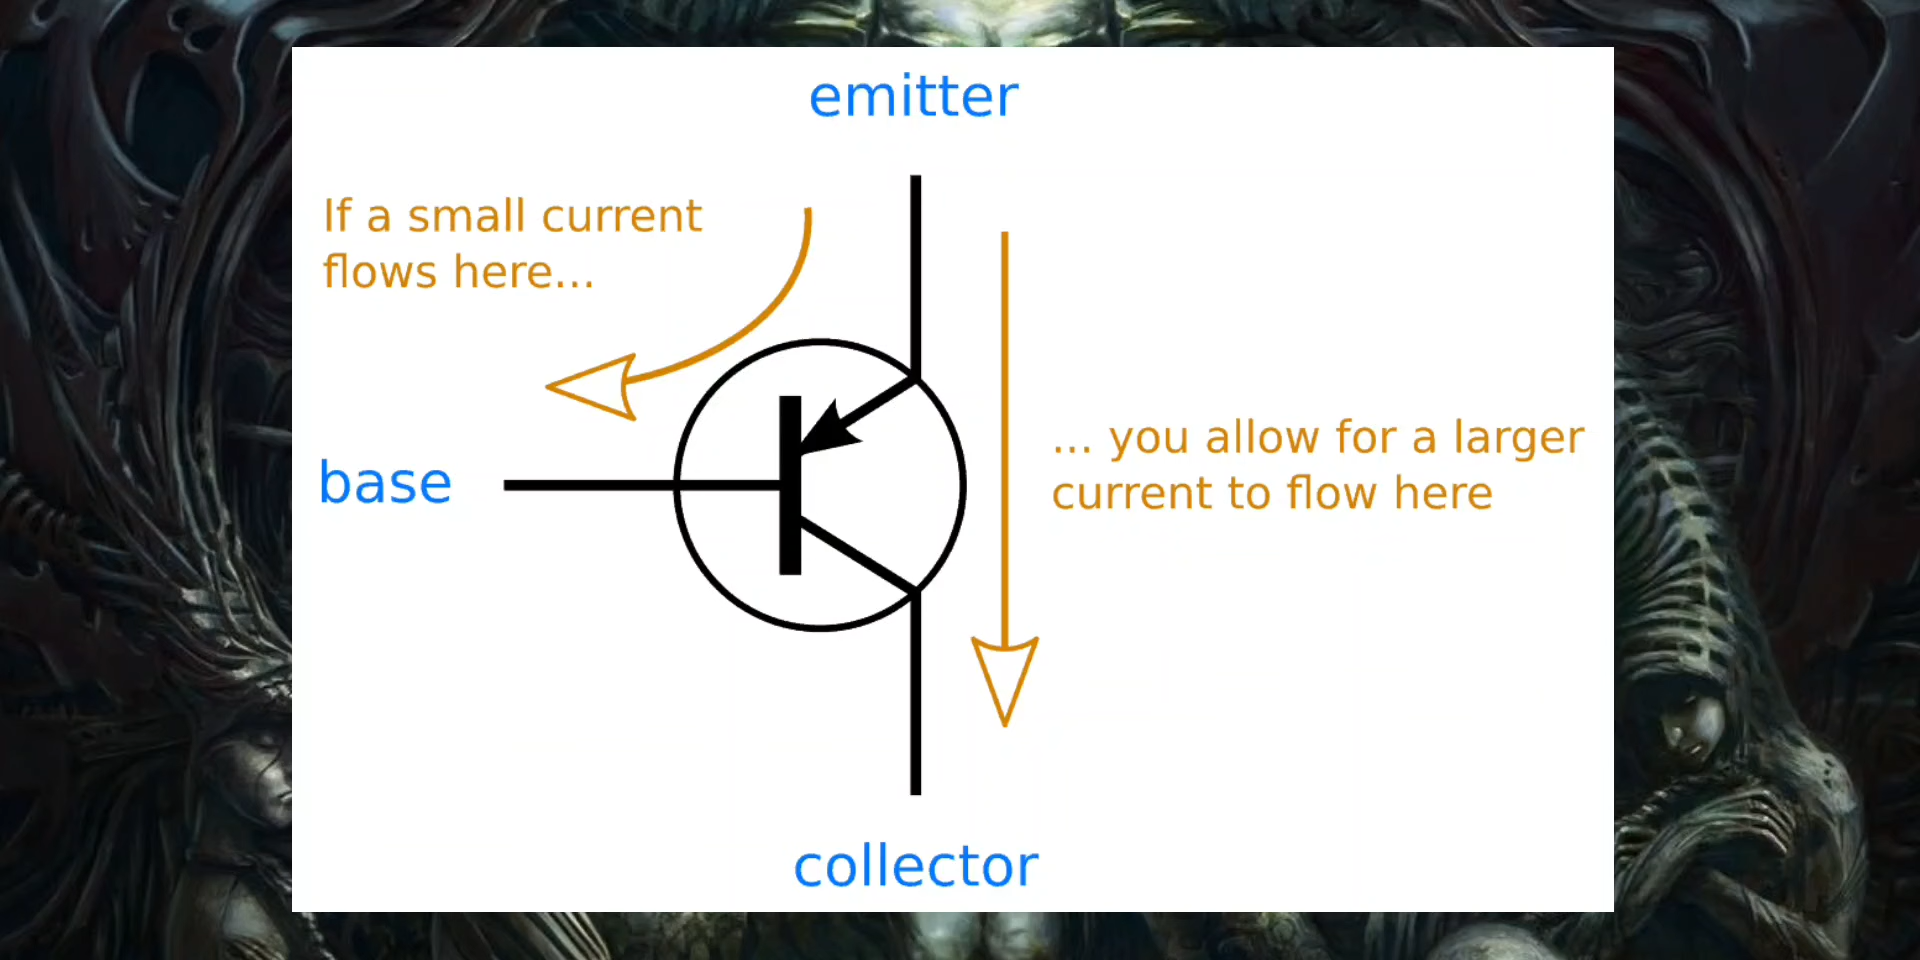 emitter
If a small current
flows here...
base
... you allow for a larger
current to flow here
collector